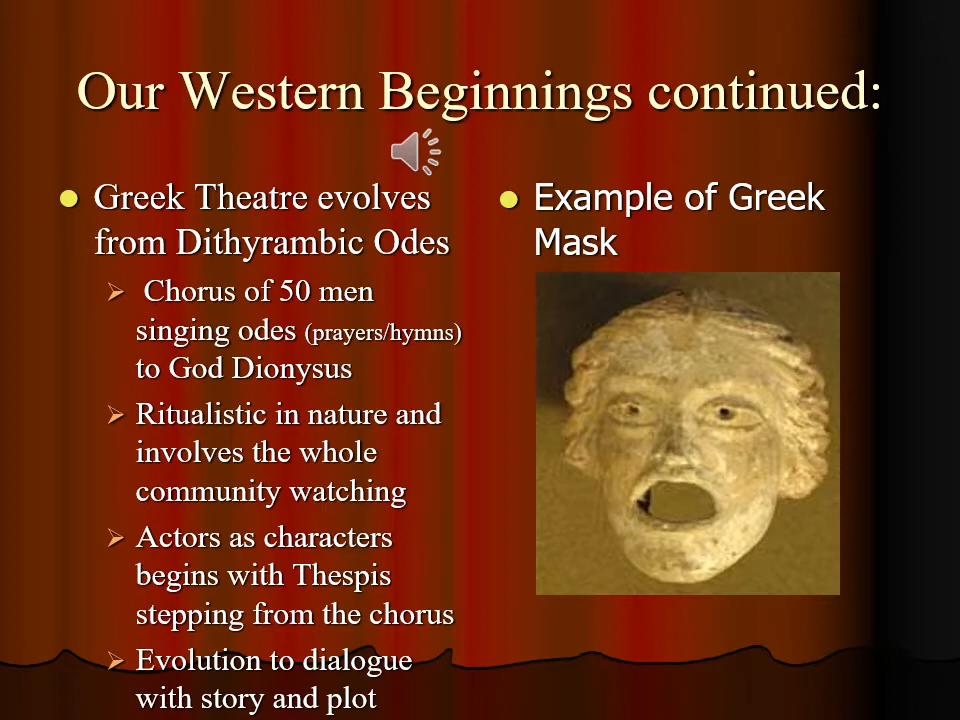 Our Western Beginnings continued:
Greek Theatre evolves
from Dithyrambic Odes
Chorus of 50 men
singing odes (prayers/hymns)
to God Dionysus
Ritualistic in nature and
involves the whole
community watching
Actors as characters
begins with Thespis
stepping from the chorus
Evolution to dialogue
with story and plot
Example of Greek
Mask